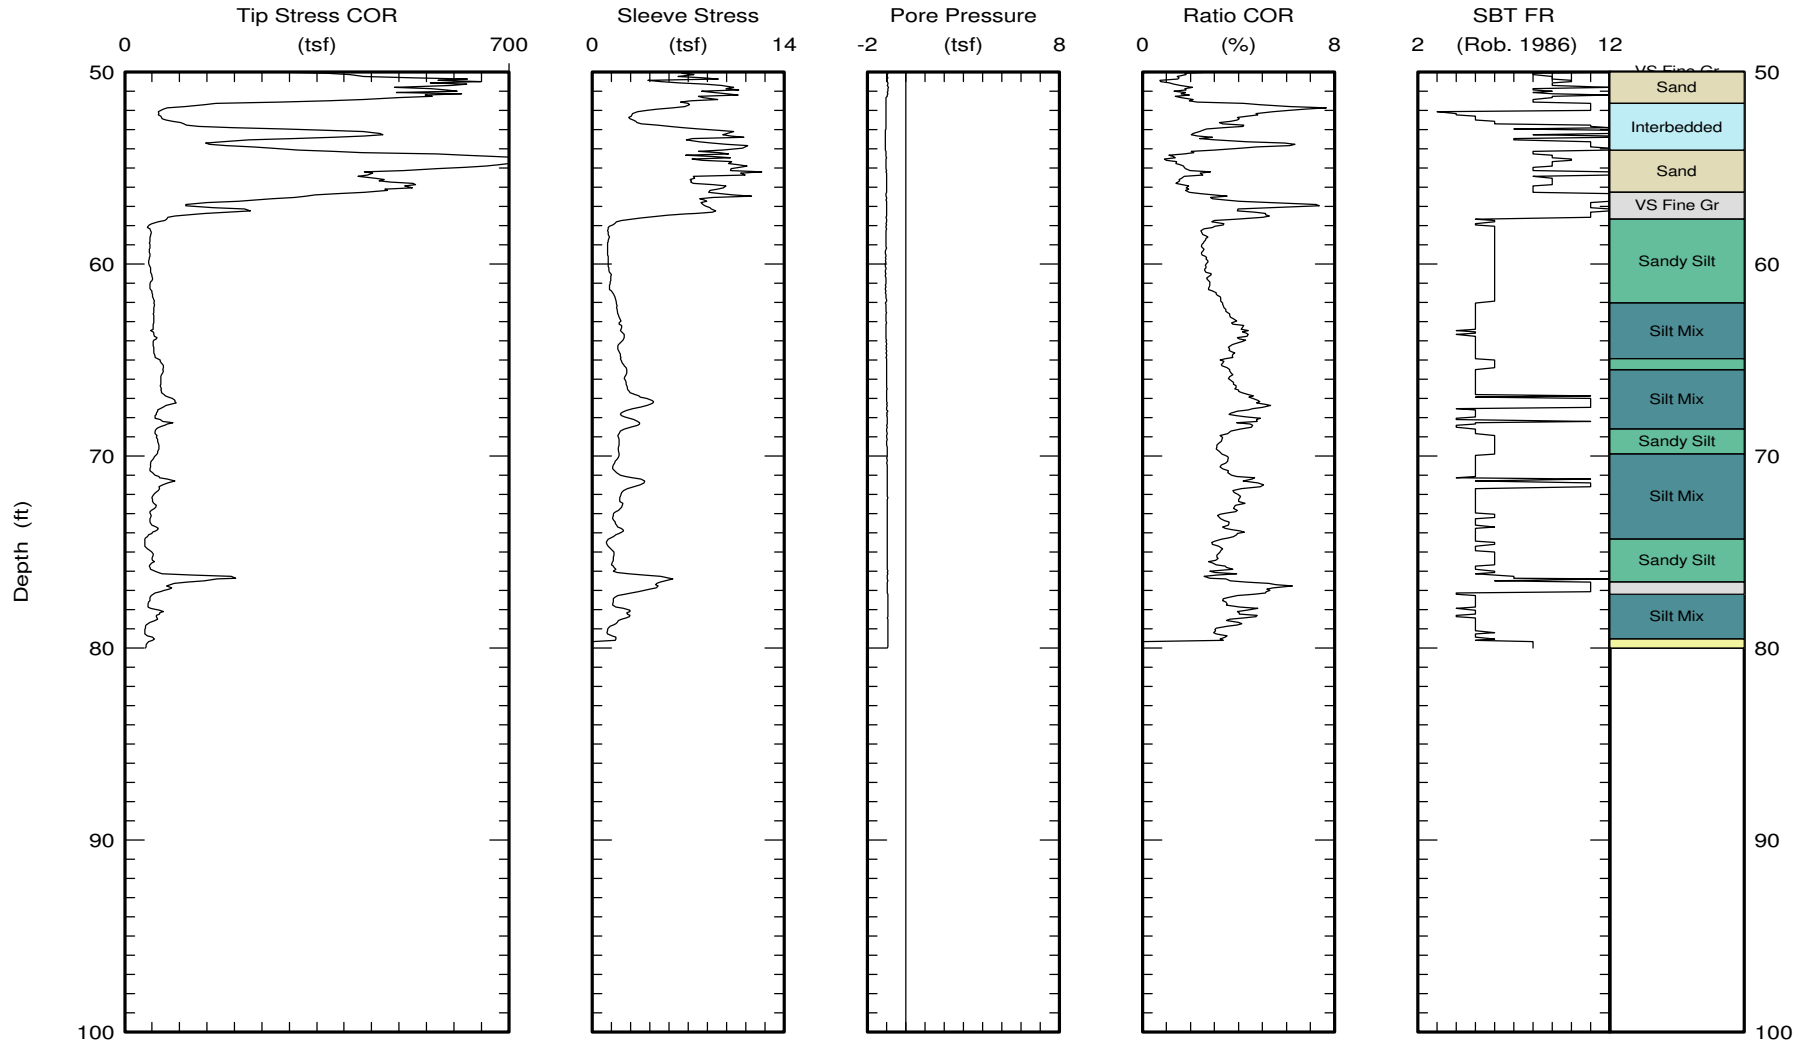 Tip Stress COR
Sleeve Stress
Pore Pressure
Ratio COR
SBT FR
0 (tsf) 700
0 (tsf) 14
-2 (tsf) 8
0 (%) 8
2 (Rob. 1986) 12
50 VS Fine Gr 50
Sand
Interbedded
Sand
VS Fine Gr
60 Sandy Silt 60
Silt Mix
Silt Mix
Sandy Silt
70 70
Silt Mix
Sandy Silt
Depth (ft)
Silt Mix
80 80
90 90
100 100